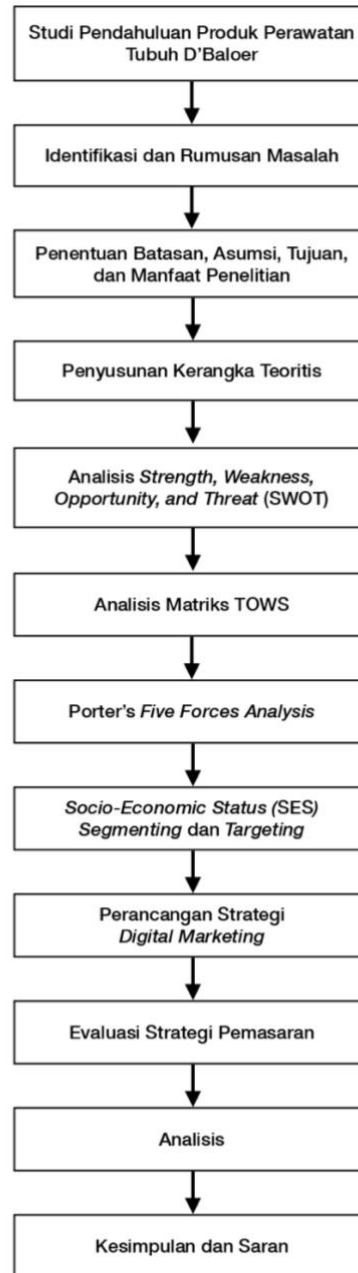 Studi Pendahuluan Produk Perawatan
Tubuh D'Baloer
Identifikasi dan Rumusan Masalah
Penentuan Batasan, Asumsi, Tujuan,
dan Manfaat Penelitian
Penyusunan Kerangka Teoritis
Analisis Strength, Weakness,
Opportunity, and Threat (SWOT)
Analisis Matriks TOWS
Porter's Five Forces Analysis
Socio-Economic Status (SES)
Segmenting dan Targeting
Perancangan Strategi
Digital Marketing
Evaluasi Strategi Pemasaran
Analisis
Kesimpulan dan Saran